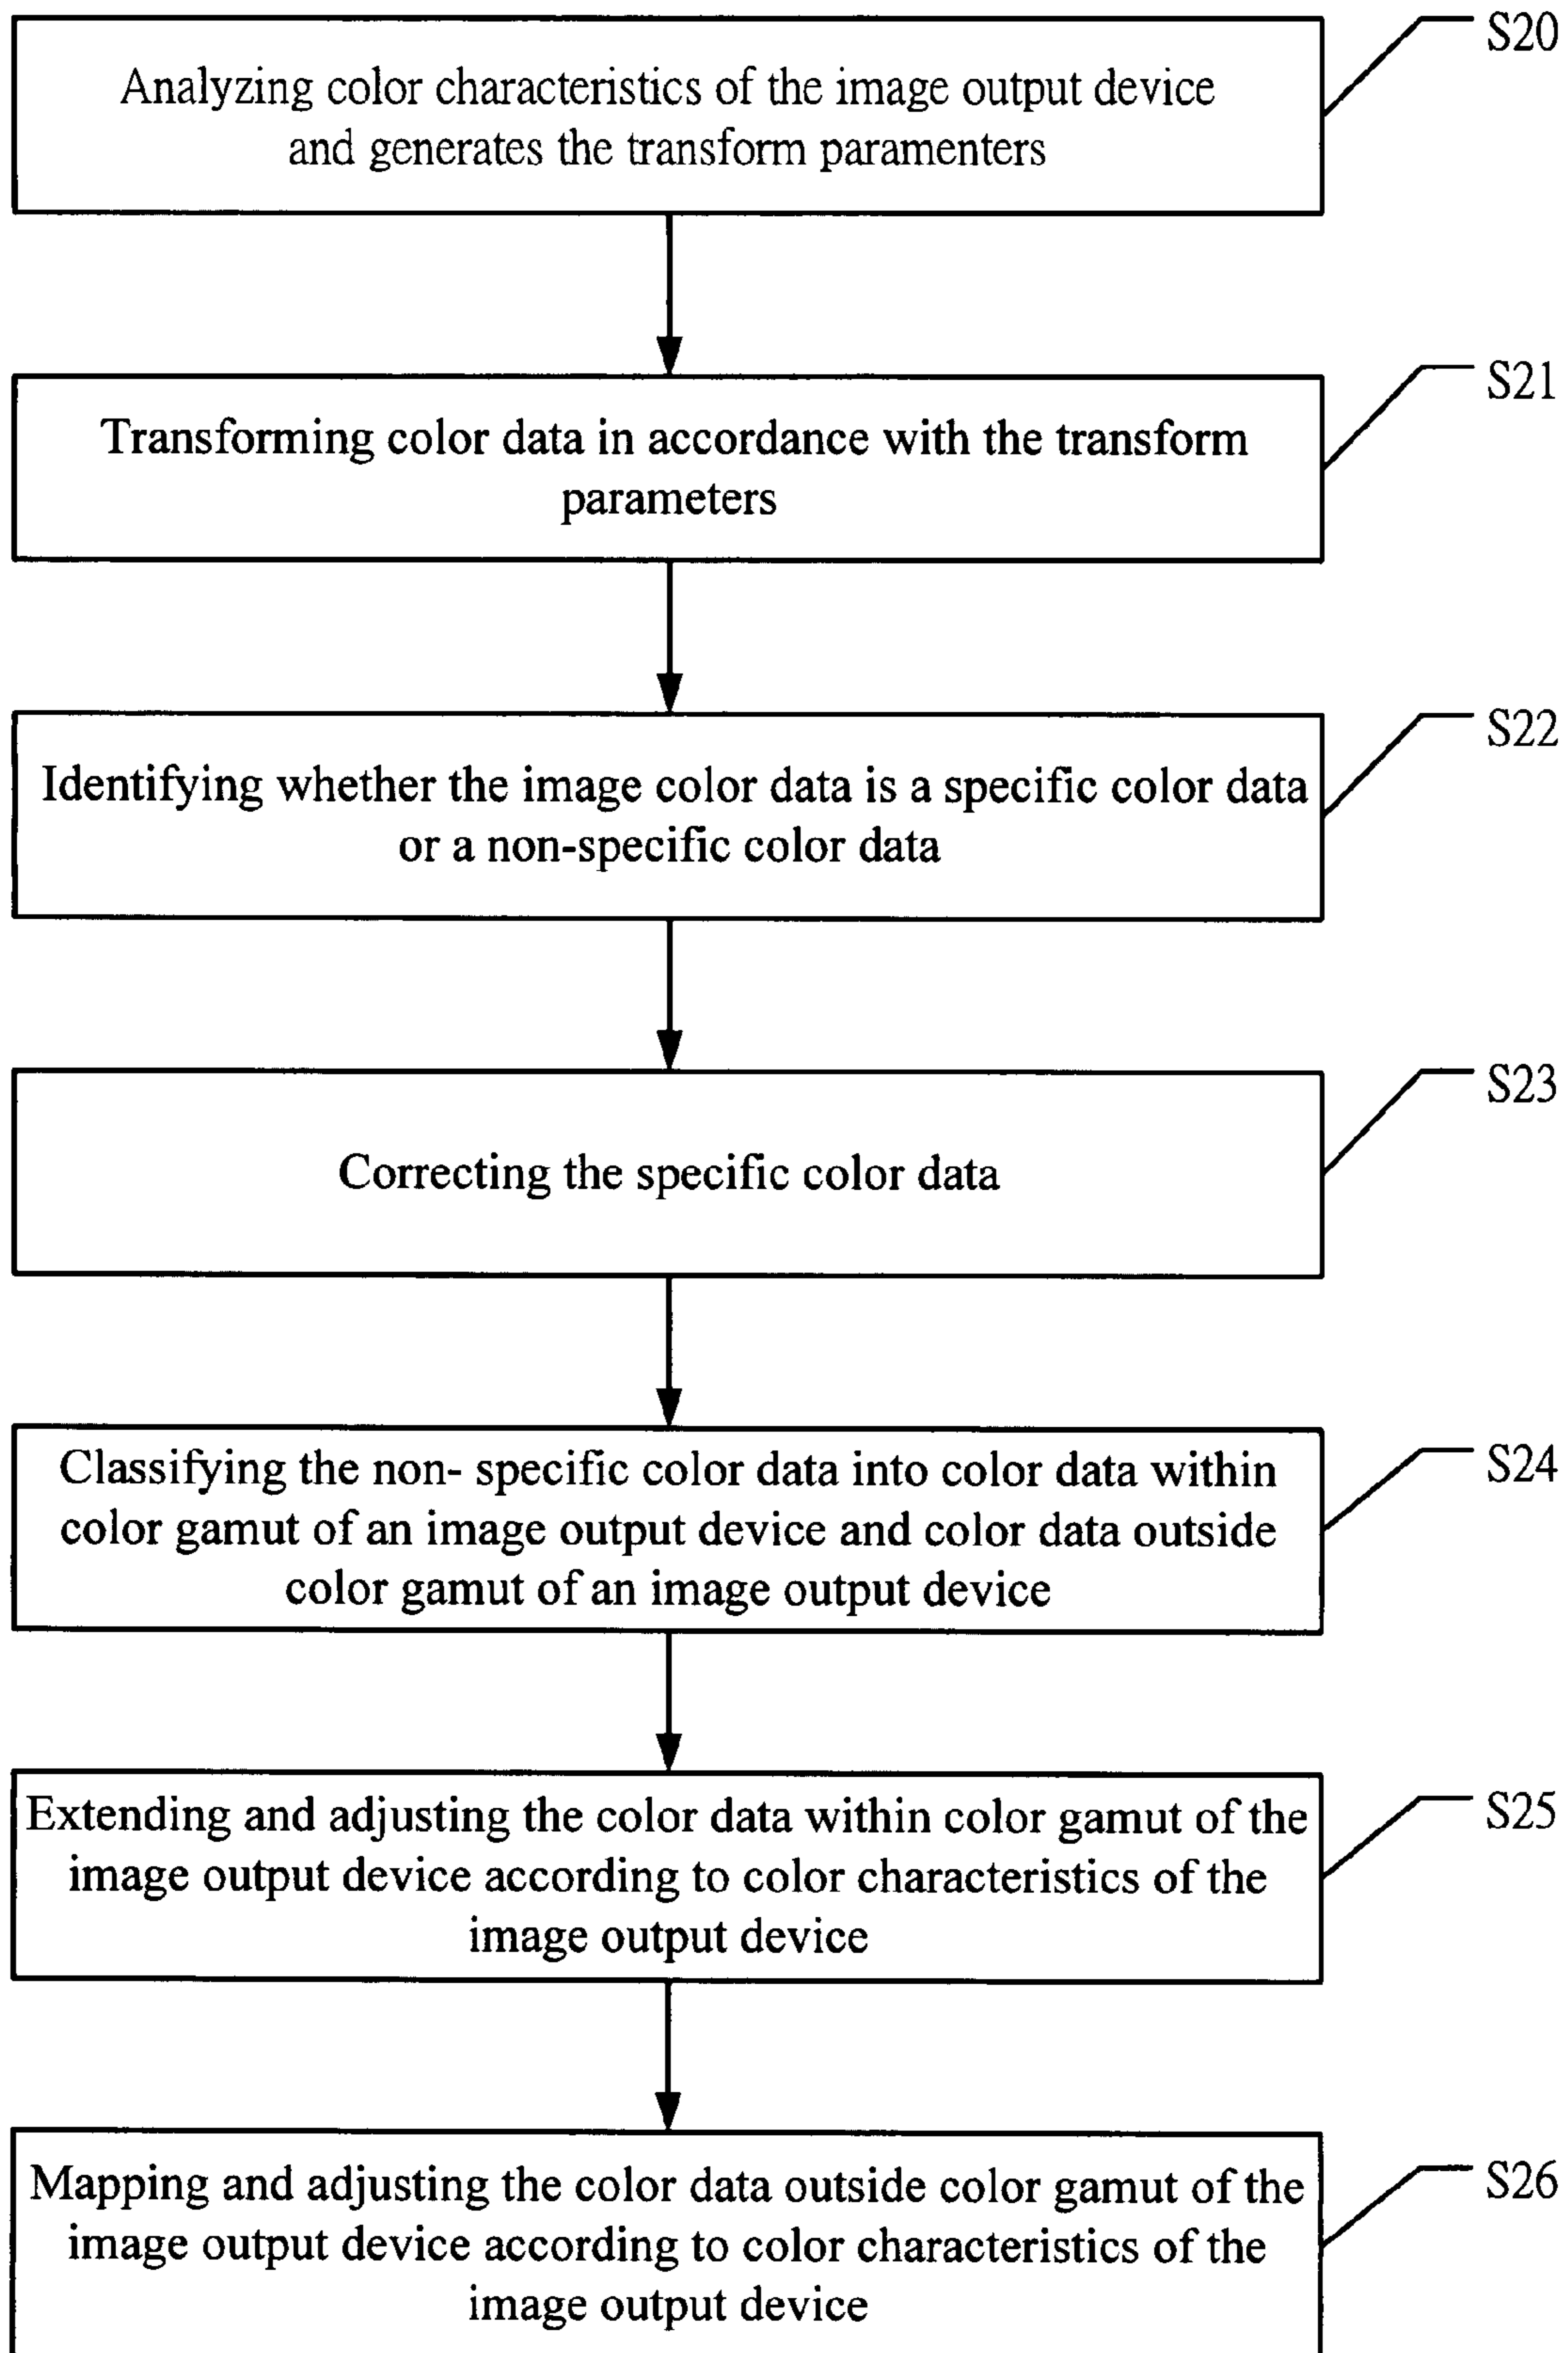 S20
Analyzing color characteristics of the image output device
and generates the transform paramenters
S21
Transforming color data in accordance with the transform
parameters
S22
Identifying whether the image color data is a specific color data
or a non-specific color data
S23
Correcting the specific color data
S24
Classifying the non- specific color data into color data within
color gamut of an image output device and color data outside
color gamut of an image output device
S25
Extending and adjusting the color data within color gamut of the
image output device according to color characteristics of the
image output device
S26
Mapping and adjusting the color data outside color gamut of the
image output device according to color characteristics of the
image output device